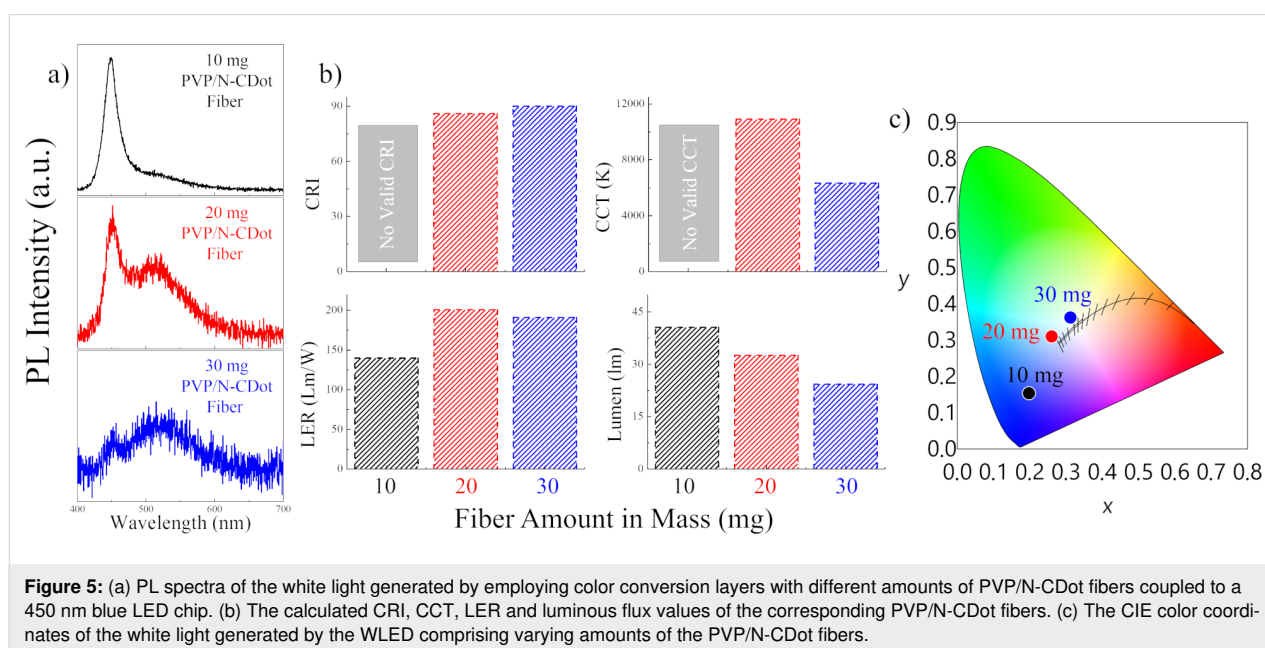 a)
PL Intensity (a.u.)
10 mg
PVP/N-CDot
Fiber
20 mg
PVP/N-CDot
Fiber
30 mg
PVP/N-CDot
Fiber
400 500 600 700
Wavelength (nm)
b)
CRI
90
60
30
0
No Valid CRI
CCT (K)
12000
8000
4000
0
No Valid CCT
LER (Lm/W)
200
175
150
125
100
75
50
25
0
10 20 30
Lumen (lm)
45
30
15
0
10 20 30
Fiber Amount in Mass (mg)
c)
y
0.9
0.8
0.7
0.6
0.5
0.4
0.3
0.2
0.1
0.0
30 mg
20 mg
10 mg
0.0 0.1 0.2 0.3 0.4 0.5 0.6 0.7 0.8
x
Figure 5: (a) PL spectra of the white light generated by employing color conversion layers with different amounts of PVP/N-CDot fibers coupled to a
450 nm blue LED chip. (b) The calculated CRI, CCT, LER and luminous flux values of the corresponding PVP/N-CDot fibers. (c) The CIE color coordi-
nates of the white light generated by the WLED comprising varying amounts of the PVP/N-CDot fibers.